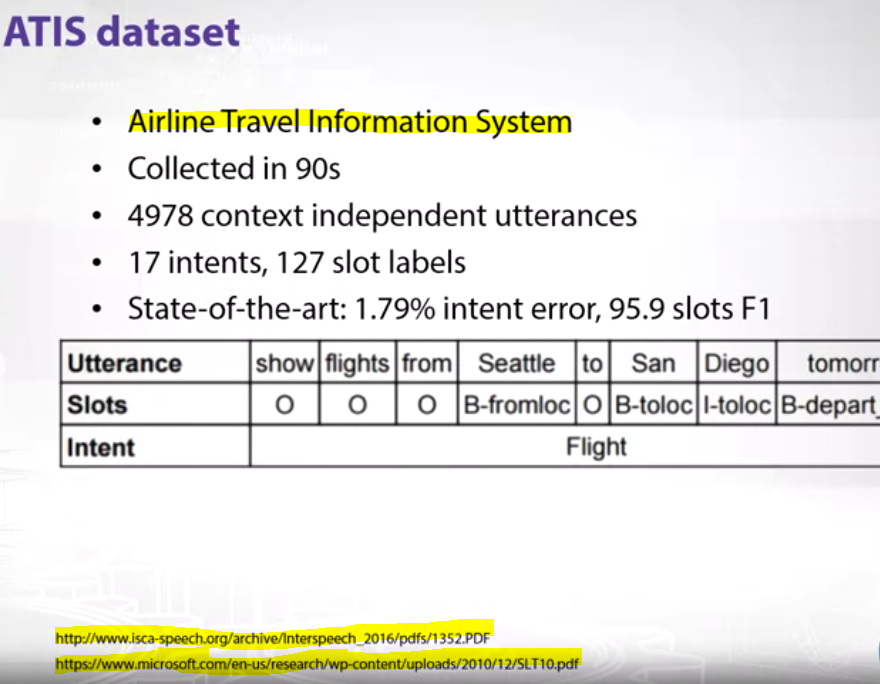 ATIS dataset
• Airline Travel Information System
• Collected in 90s
• 4978 context independent utterances
• 17 intents, 127 slot labels
• State-of-the-art: 1.79% intent error, 95.9 slots F1
Utterance show flights from Seattle to San Diego tomorr
Slots O O O B-fromloc O B-toloc I-toloc B-depart_
Intent Flight
http://www.isca-speech.org/archive/Interspeech_2016/pdfs/1352.PDF
https://www.microsoft.com/en-us/research/wp-content/uploads/2010/12/SLT10.pdf